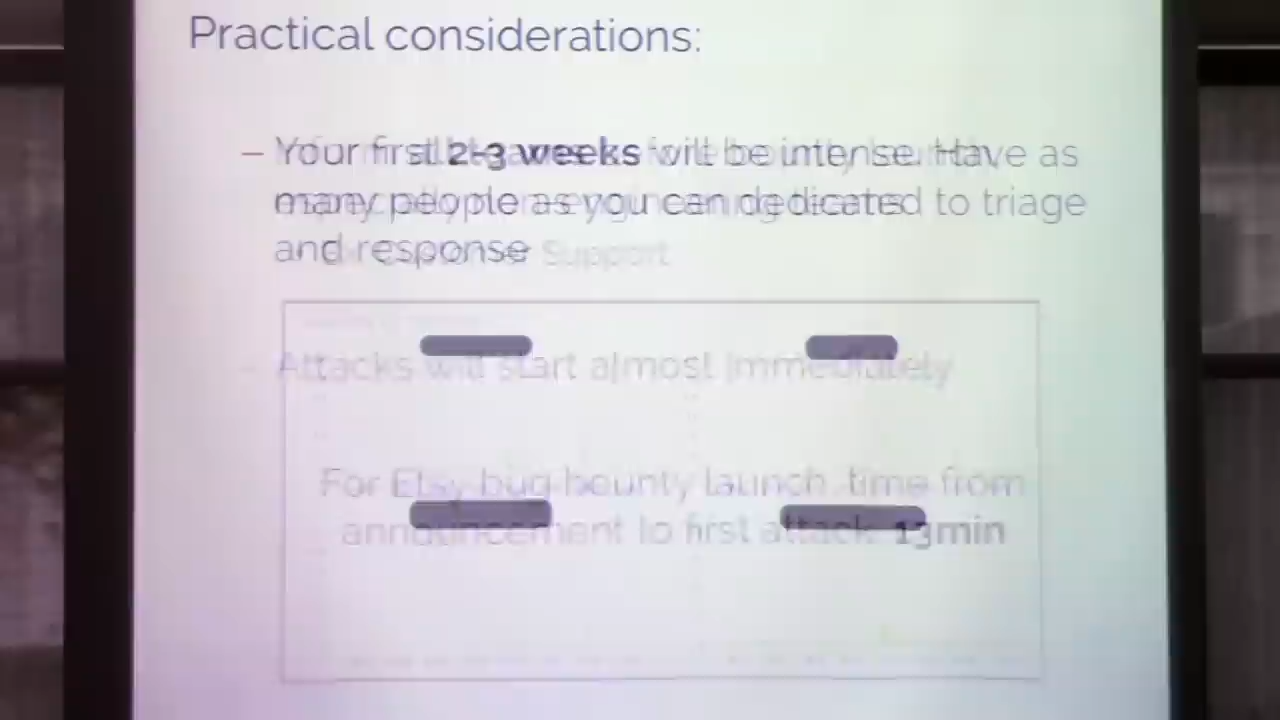 Practical considerations:
– Your first 2-3 weeks will be intense. Have as
many people as you can dedicated to triage
and response
Support
– Attacks will start almost immediately
For Etsy bug bounty launch, time from
announcement to first attack: 13min